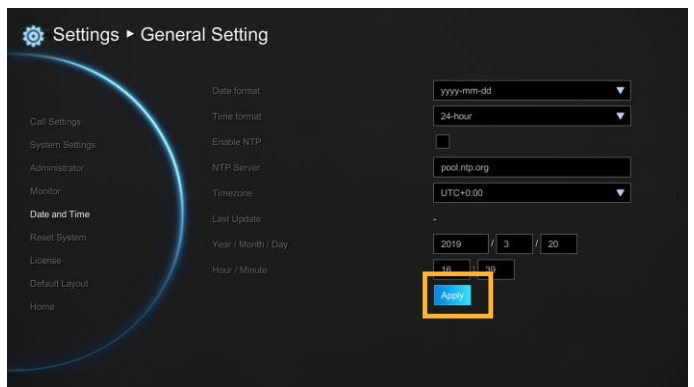 Settings ▸ General Setting
Call Settings
System Settings
Administrator
Monitor
Date and Time
Reset System
License
Default Layout
Home
Date format yyyy-mm-dd
Time format 24-hour
Enable NTP
NTP Server pool.ntp.org
Timezone UTC+0:00
Last Update -
Year / Month / Day 2019 / 3 / 20
Hour / Minute 16 : 39
Apply